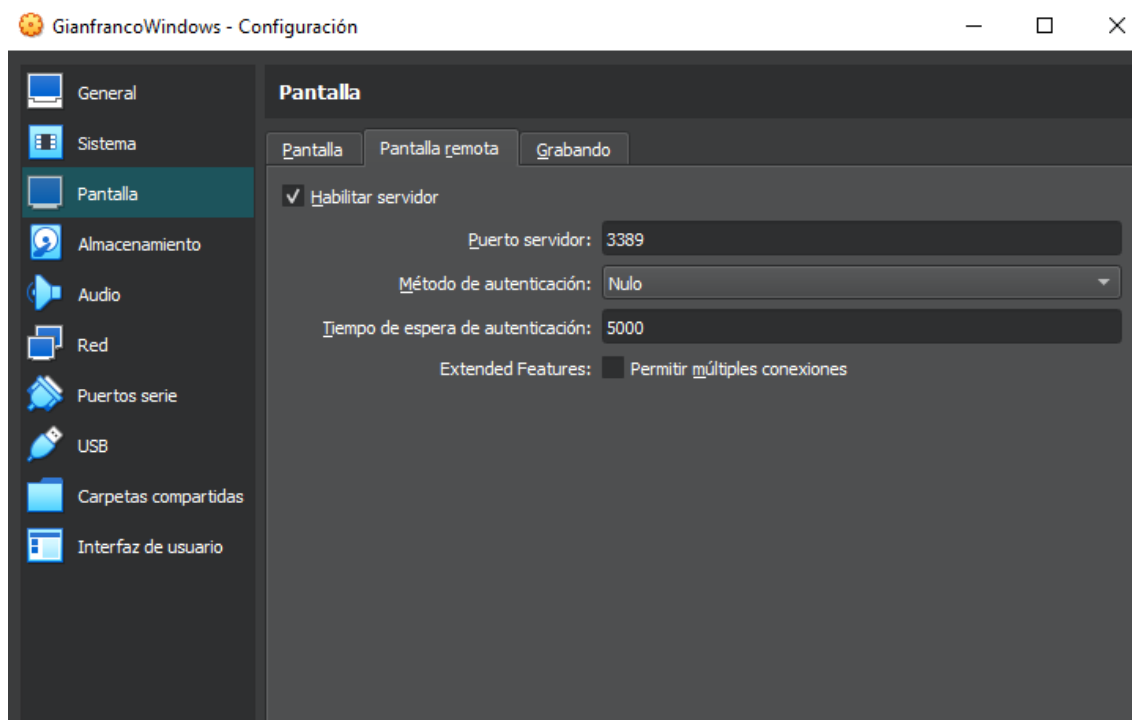 GianfrancoWindows - Configuración
General
Sistema
Pantalla
Almacenamiento
Audio
Red
Puertos serie
USB
Carpetas compartidas
Interfaz de usuario
Pantalla
Pantalla Pantalla remota Grabando
Habilitar servidor
Puerto servidor: 3389
Método de autenticación: Nulo
Tiempo de espera de autenticación: 5000
Extended Features: Permitir múltiples conexiones